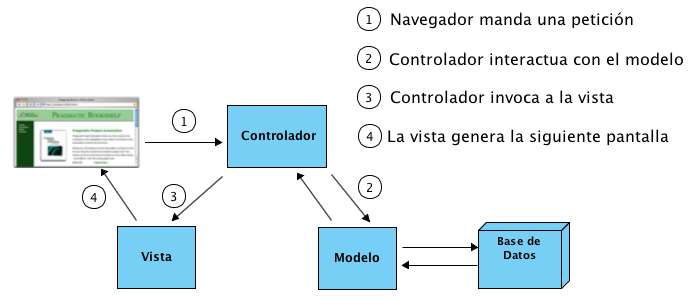 1 Navegador manda una petición
2 Controlador interactua con el modelo
3 Controlador invoca a la vista
4 La vista genera la siguiente pantalla
PRAGMATIC BOOKSHELF
1
Controlador
4
3
2
Vista
Modelo
Base de
Datos